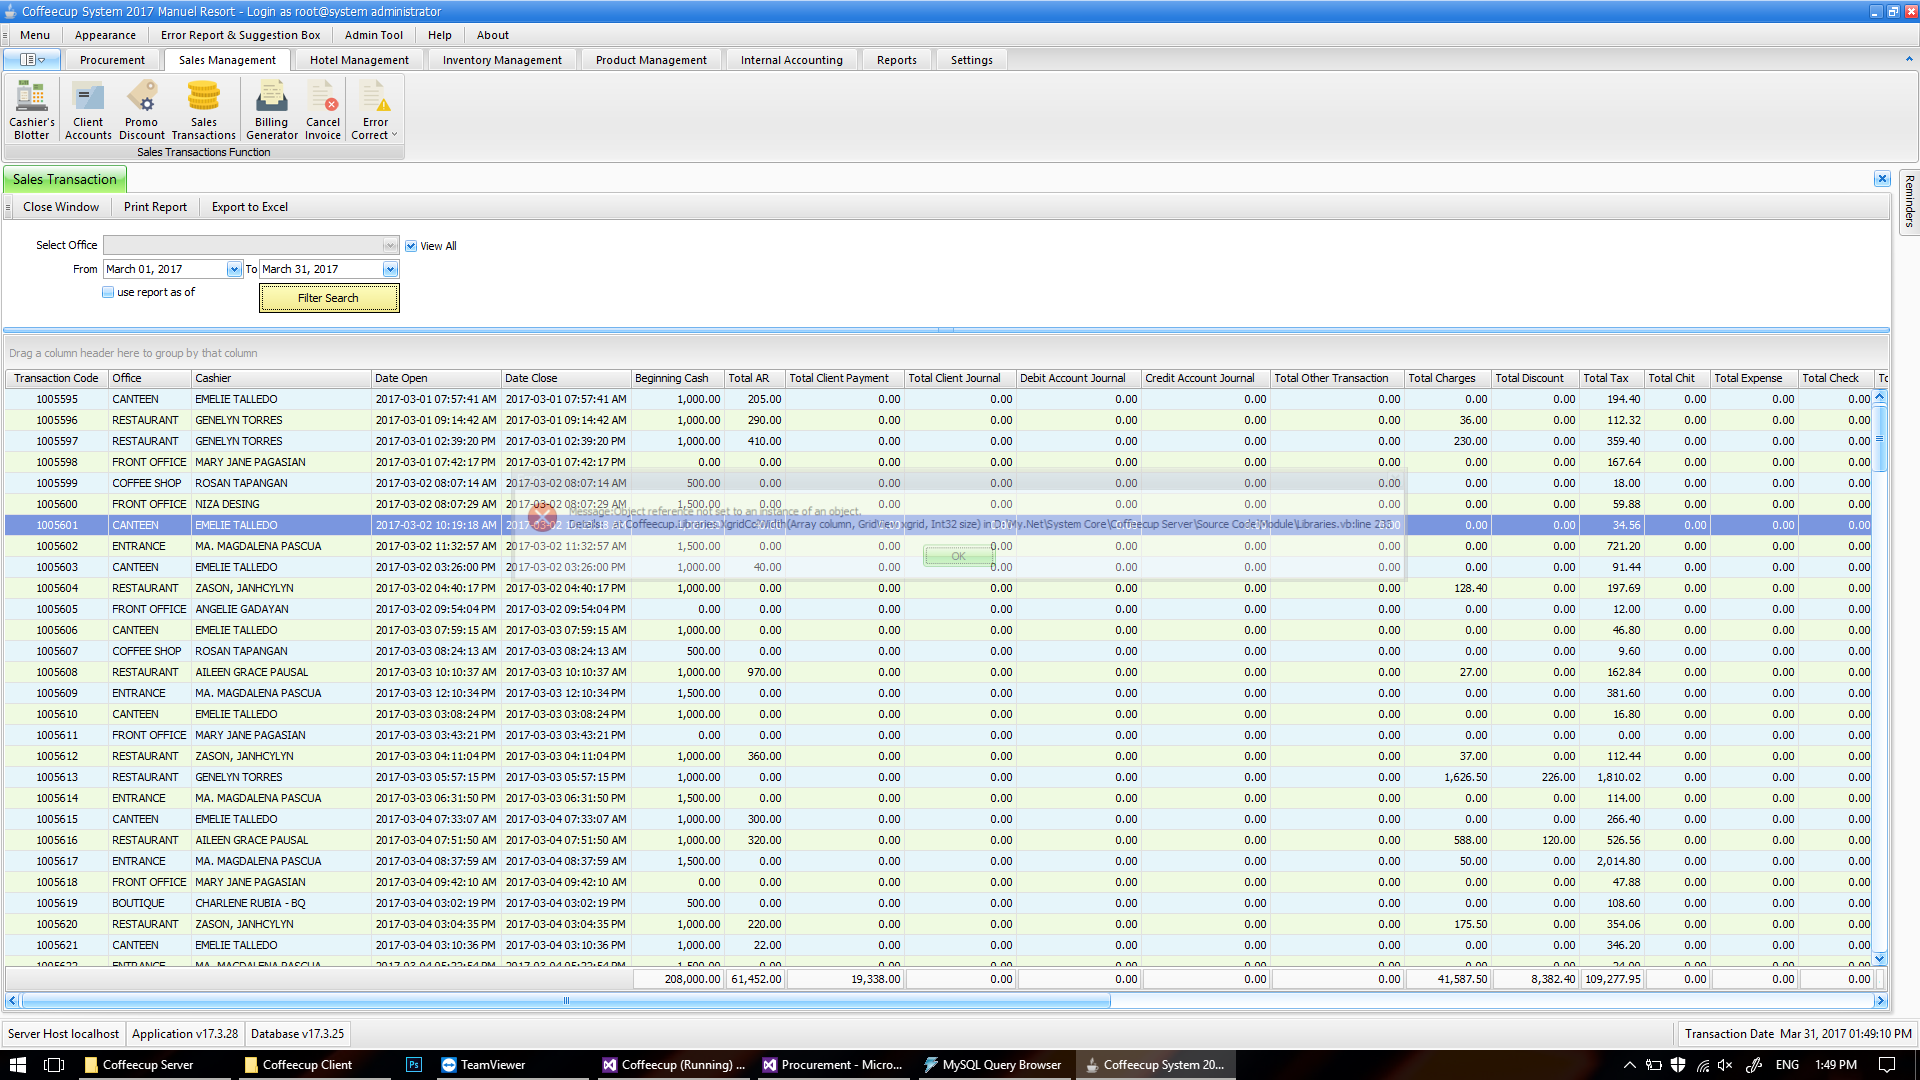 Coffeecup System 2017 Manuel Resort - Login as root@system administrator
Menu Appearance Error Report & Suggestion Box Admin Tool Help About
Procurement Sales Management Hotel Management Inventory Management Product Management Internal Accounting Reports Settings
Cashier's Blotter Client Accounts Promo Discount Sales Transactions Billing Generator Cancel Invoice Error Correct
Sales Transactions Function
Sales Transaction
Reminders
Close Window Print Report Export to Excel
Select Office View All
From March 01, 2017 To March 31, 2017
use report as of Filter Search
Drag a column header here to group by that column
Transaction Code Office Cashier Date Open Date Close Beginning Cash Total AR Total Client Payment Total Client Journal Debit Account Journal Credit Account Journal Total Other Transaction Total Charges Total Discount Total Tax Total Chit Total Expense Total Check To
1005595 CANTEEN EMELIE TALLEDO 2017-03-01 07:57:41 AM 2017-03-01 07:57:41 AM 1,000.00 205.00 0.00 0.00 0.00 0.00 0.00 0.00 0.00 194.40 0.00 0.00 0.00
1005596 RESTAURANT GENELYN TORRES 2017-03-01 09:14:42 AM 2017-03-01 09:14:42 AM 1,000.00 290.00 0.00 0.00 0.00 0.00 0.00 36.00 0.00 112.32 0.00 0.00 0.00
1005597 RESTAURANT GENELYN TORRES 2017-03-01 02:39:20 PM 2017-03-01 02:39:20 PM 1,000.00 410.00 0.00 0.00 0.00 0.00 0.00 230.00 0.00 359.40 0.00 0.00 0.00
1005598 FRONT OFFICE MARY JANE PAGASIAN 2017-03-01 07:42:17 PM 2017-03-01 07:42:17 PM 0.00 0.00 0.00 0.00 0.00 0.00 0.00 0.00 0.00 167.64 0.00 0.00 0.00
1005599 COFFEE SHOP ROSAN TAPANGAN 2017-03-02 08:07:14 AM 2017-03-02 08:07:14 AM 500.00 0.00 0.00 0.00 0.00 0.00 0.00 0.00 0.00 18.00 0.00 0.00 0.00
1005600 FRONT OFFICE NIZA DESING 2017-03-02 08:07:29 AM 2017-03-02 08:07:29 AM 1,500.00 0.00 0.00 0.00 0.00 0.00 0.00 0.00 0.00 59.88 0.00 0.00 0.00
Message:Object reference not set to an instance of an object.
1005601 CANTEEN EMELIE TALLEDO 2017-03-02 10:19:18 AM 0.00 0.00 34.56 0.00 0.00 0.00
Details: at Coffeecup.Libraries.XgridColWidth(Array column, GridView xgrid, Int32 size) in D:\My.Net\System Core\Coffeecup Server\Source Code\Module\Libraries.vb:line
1005602 ENTRANCE MA. MAGDALENA PASCUA 2017-03-02 11:32:57 AM 2017-03-02 11:32:57 AM 1,500.00 0.00 0.00 0.00 0.00 0.00 0.00 0.00 0.00 721.20 0.00 0.00 0.00
OK
1005603 CANTEEN EMELIE TALLEDO 2017-03-02 03:26:00 PM 2017-03-02 03:26:00 PM 1,000.00 40.00 0.00 0.00 0.00 0.00 0.00 0.00 0.00 91.44 0.00 0.00 0.00
1005604 RESTAURANT ZASON, JANHCYLYN 2017-03-02 04:40:17 PM 2017-03-02 04:40:17 PM 1,000.00 0.00 0.00 0.00 0.00 0.00 0.00 128.40 0.00 197.69 0.00 0.00 0.00
1005605 FRONT OFFICE ANGELIE GADAYAN 2017-03-02 09:54:04 PM 2017-03-02 09:54:04 PM 0.00 0.00 0.00 0.00 0.00 0.00 0.00 0.00 0.00 12.00 0.00 0.00 0.00
1005606 CANTEEN EMELIE TALLEDO 2017-03-03 07:59:15 AM 2017-03-03 07:59:15 AM 1,000.00 0.00 0.00 0.00 0.00 0.00 0.00 0.00 0.00 46.80 0.00 0.00 0.00
1005607 COFFEE SHOP ROSAN TAPANGAN 2017-03-03 08:24:13 AM 2017-03-03 08:24:13 AM 500.00 0.00 0.00 0.00 0.00 0.00 0.00 0.00 0.00 9.60 0.00 0.00 0.00
1005608 RESTAURANT AILEEN GRACE PAUSAL 2017-03-03 10:10:37 AM 2017-03-03 10:10:37 AM 1,000.00 970.00 0.00 0.00 0.00 0.00 0.00 27.00 0.00 162.84 0.00 0.00 0.00
1005609 ENTRANCE MA. MAGDALENA PASCUA 2017-03-03 12:10:34 PM 2017-03-03 12:10:34 PM 1,500.00 0.00 0.00 0.00 0.00 0.00 0.00 0.00 0.00 381.60 0.00 0.00 0.00
1005610 CANTEEN EMELIE TALLEDO 2017-03-03 03:08:24 PM 2017-03-03 03:08:24 PM 1,000.00 0.00 0.00 0.00 0.00 0.00 0.00 0.00 0.00 16.80 0.00 0.00 0.00
1005611 FRONT OFFICE MARY JANE PAGASIAN 2017-03-03 03:43:21 PM 2017-03-03 03:43:21 PM 0.00 0.00 0.00 0.00 0.00 0.00 0.00 0.00 0.00 0.00 0.00 0.00 0.00
1005612 RESTAURANT ZASON, JANHCYLYN 2017-03-03 04:11:04 PM 2017-03-03 04:11:04 PM 1,000.00 360.00 0.00 0.00 0.00 0.00 0.00 37.00 0.00 112.44 0.00 0.00 0.00
1005613 RESTAURANT GENELYN TORRES 2017-03-03 05:57:15 PM 2017-03-03 05:57:15 PM 1,000.00 0.00 0.00 0.00 0.00 0.00 0.00 1,626.50 226.00 1,810.02 0.00 0.00 0.00
1005614 ENTRANCE MA. MAGDALENA PASCUA 2017-03-03 06:31:50 PM 2017-03-03 06:31:50 PM 1,500.00 0.00 0.00 0.00 0.00 0.00 0.00 0.00 0.00 114.00 0.00 0.00 0.00
1005615 CANTEEN EMELIE TALLEDO 2017-03-04 07:33:07 AM 2017-03-04 07:33:07 AM 1,000.00 300.00 0.00 0.00 0.00 0.00 0.00 0.00 0.00 266.40 0.00 0.00 0.00
1005616 RESTAURANT AILEEN GRACE PAUSAL 2017-03-04 07:51:50 AM 2017-03-04 07:51:50 AM 1,000.00 320.00 0.00 0.00 0.00 0.00 0.00 588.00 120.00 526.56 0.00 0.00 0.00
1005617 ENTRANCE MA. MAGDALENA PASCUA 2017-03-04 08:37:59 AM 2017-03-04 08:37:59 AM 1,500.00 0.00 0.00 0.00 0.00 0.00 0.00 50.00 0.00 2,014.80 0.00 0.00 0.00
1005618 FRONT OFFICE MARY JANE PAGASIAN 2017-03-04 09:42:10 AM 2017-03-04 09:42:10 AM 0.00 0.00 0.00 0.00 0.00 0.00 0.00 0.00 0.00 47.88 0.00 0.00 0.00
1005619 BOUTIQUE CHARLENE RUBIA - BQ 2017-03-04 03:02:19 PM 2017-03-04 03:02:19 PM 500.00 0.00 0.00 0.00 0.00 0.00 0.00 0.00 0.00 108.60 0.00 0.00 0.00
1005620 RESTAURANT ZASON, JANHCYLYN 2017-03-04 03:04:35 PM 2017-03-04 03:04:35 PM 1,000.00 220.00 0.00 0.00 0.00 0.00 0.00 175.50 0.00 354.06 0.00 0.00 0.00
1005621 CANTEEN EMELIE TALLEDO 2017-03-04 03:10:36 PM 2017-03-04 03:10:36 PM 1,000.00 22.00 0.00 0.00 0.00 0.00 0.00 0.00 0.00 346.20 0.00 0.00 0.00
208,000.00 61,452.00 19,338.00 0.00 0.00 0.00 0.00 41,587.50 8,382.40 109,277.95 0.00 0.00 0.00
Server Host localhost Application v17.3.28 Database v17.3.25 Transaction Date Mar 31, 2017 01:49:10 PM
Coffeecup Server Coffeecup Client Ps TeamViewer Coffeecup (Running) ... Procurement - Micro... MySQL Query Browser Coffeecup System 20... ENG 1:49 PM